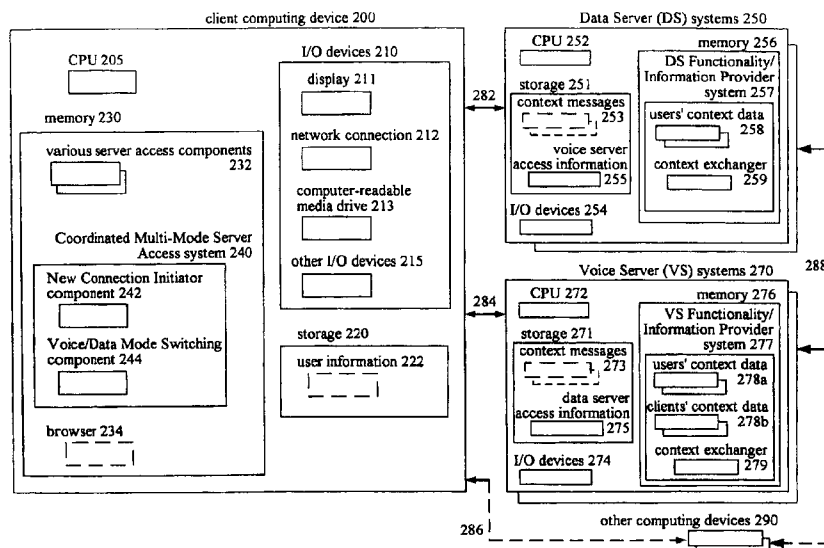 client computing device 200
CPU 205
memory 230
various server access components
232
Coordinated Multi-Mode Server
Access system 240
New Connection Initiator
component 242
Voice/Data Mode Switching
component 244
browser 234
I/O devices 210
display 211
network connection 212
computer-readable
media drive 213
other I/O devices 215
storage 220
user information 222
282
284
286
Data Server (DS) systems 250
CPU 252
storage 251
context messages
253
voice server
access information
255
I/O devices 254
memory 256
DS Functionality/
Information Provider
system 257
users' context data
258
context exchanger
259
288
Voice Server (VS) systems 270
CPU 272
storage 271
context messages
273
data server
access information
275
I/O devices 274
memory 276
VS Functionality/
Information Provider
system 277
users' context data
278a
clients' context data
278b
context exchanger
279
other computing devices 290